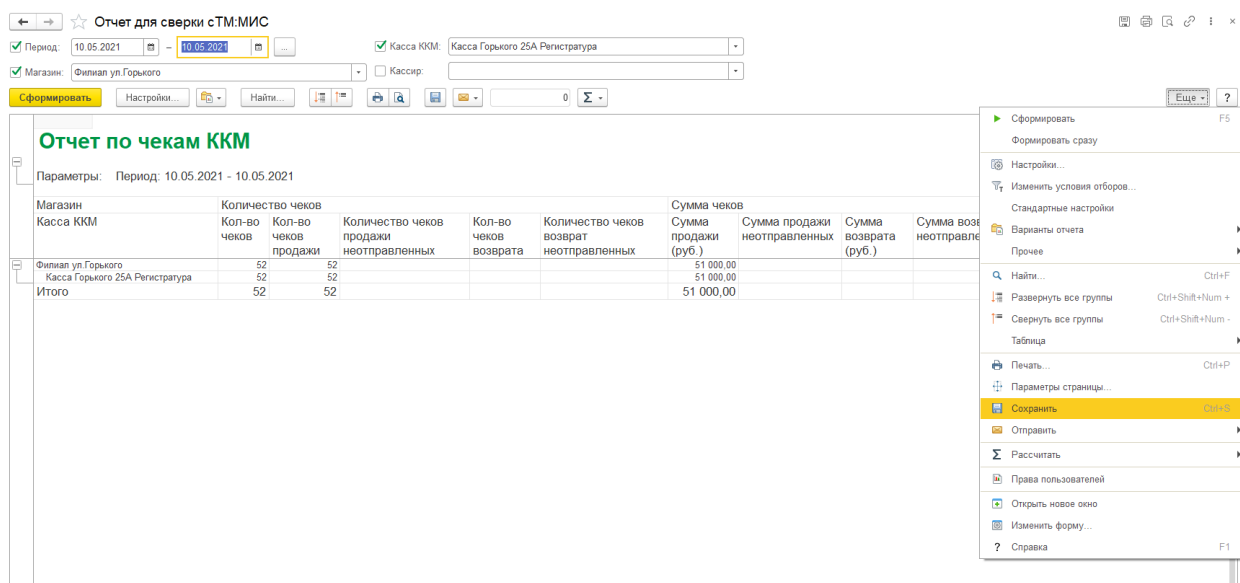 Отчет для сверки сТМ:МИС
Период: 10.05.2021 – 10.05.2021 ... Касса ККМ: Касса Горького 25А Регистратура
Магазин: Филиал ул.Горького Кассир:
Сформировать Настройки... Найти... 0 Σ Еще ?
Отчет по чекам ККМ
Параметры: Период: 10.05.2021 - 10.05.2021
Магазин Количество чеков Сумма чеков
Касса ККМ Кол-во Кол-во Количество чеков Кол-во Количество чеков Сумма Сумма продажи Сумма Сумма возв
чеков чеков продажи чеков возврат продажи неотправленных возврата неотправле
продажи неотправленных возврата неотправленных (руб.) (руб.)
Филиал ул.Горького 52 52 51 000,00
Касса Горького 25А Регистратура 52 52 51 000,00
Итого 52 52 51 000,00
Сформировать F5
Формировать сразу
Настройки...
Изменить условия отборов...
Стандартные настройки
Варианты отчета
Прочее
Найти... Ctrl+F
Развернуть все группы Ctrl+Shift+Num +
Свернуть все группы Ctrl+Shift+Num -
Таблица
Печать... Ctrl+P
Параметры страницы...
Сохранить Ctrl+S
Отправить
Σ Рассчитать
Права пользователей
Открыть новое окно
Изменить форму...
? Справка F1